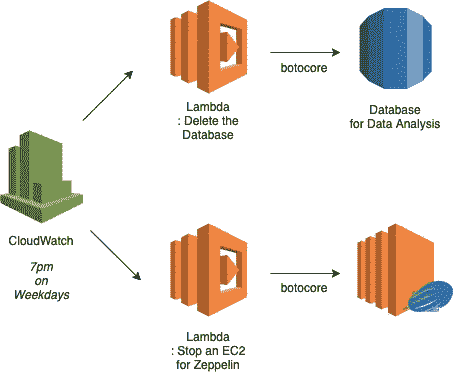 botocore
Lambda
: Delete the
Database
Database
for Data Analysis
CloudWatch
7pm
on
Weekdays
botocore
Lambda
: Stop an EC2
for Zeppelin